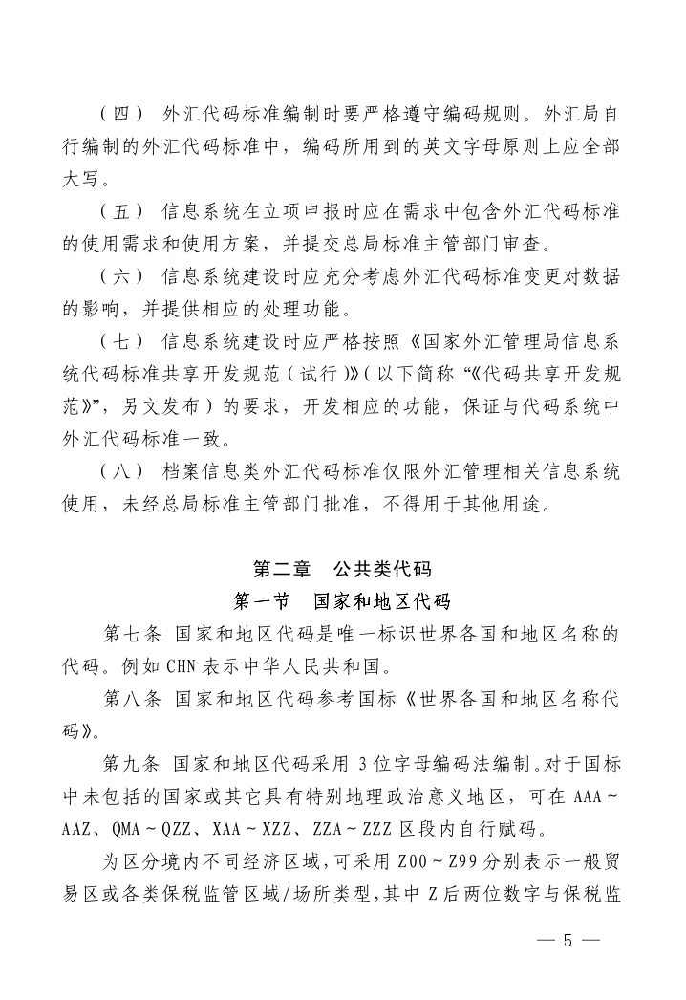 （四） 外汇代码标准编制时要严格遵守编码规则。外汇局自
行编制的外汇代码标准中，编码所用到的英文字母原则上应全部
大写。
（五） 信息系统在立项申报时应在需求中包含外汇代码标准
的使用需求和使用方案，并提交总局标准主管部门审查。
（六） 信息系统建设时应充分考虑外汇代码标准变更对数据
的影响，并提供相应的处理功能。
（七） 信息系统建设时应严格按照《国家外汇管理局信息系
统代码标准共享开发规范（试行）》（以下简称“《代码共享开发规
范》”，另文发布）的要求，开发相应的功能，保证与代码系统中
外汇代码标准一致。
（八） 档案信息类外汇代码标准仅限外汇管理相关信息系统
使用，未经总局标准主管部门批准，不得用于其他用途。
第二章 公共类代码
第一节 国家和地区代码
第七条 国家和地区代码是唯一标识世界各国和地区名称的
代码。例如 CHN 表示中华人民共和国。
第八条 国家和地区代码参考国标《世界各国和地区名称代
码》。
第九条 国家和地区代码采用 3 位字母编码法编制。对于国标
中未包括的国家或其它具有特别地理政治意义地区，可在 AAA～
AAZ、QMA～QZZ、XAA～XZZ、ZZA～ZZZ 区段内自行赋码。
为区分境内不同经济区域，可采用 Z00～Z99 分别表示一般贸
易区或各类保税监管区域/场所类型，其中 Z 后两位数字与保税监
— 5 —